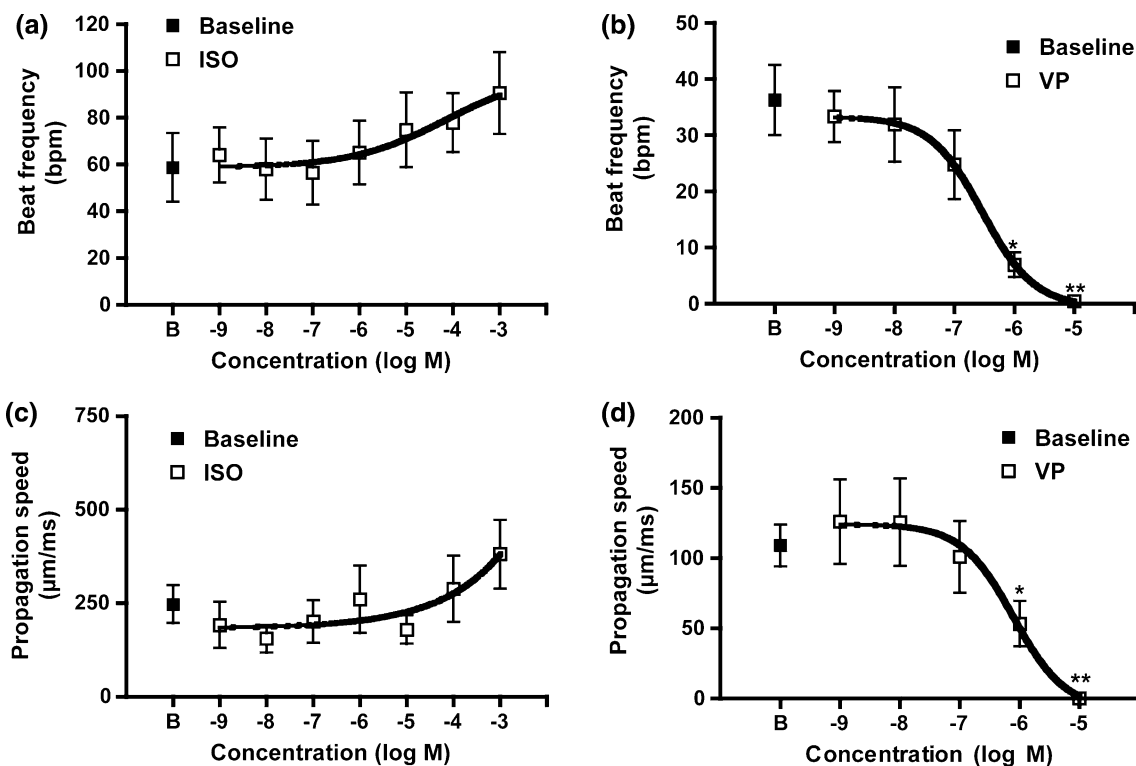 (a)
120
100
80
60
40
20
0
Beat frequency
(bpm)
Baseline
ISO
B -9 -8 -7 -6 -5 -4 -3
Concentration (log M)
(b)
50
40
30
20
10
0
Beat frequency
(bpm)
Baseline
VP
*
**
B -9 -8 -7 -6 -5
Concentration (log M)
(c)
750
500
250
0
Propagation speed
(µm/ms)
Baseline
ISO
B -9 -8 -7 -6 -5 -4 -3
Concentration (log M)
(d)
200
150
100
50
0
Propagation speed
(µm/ms)
Baseline
VP
*
**
B -9 -8 -7 -6 -5
Concentration (log M)